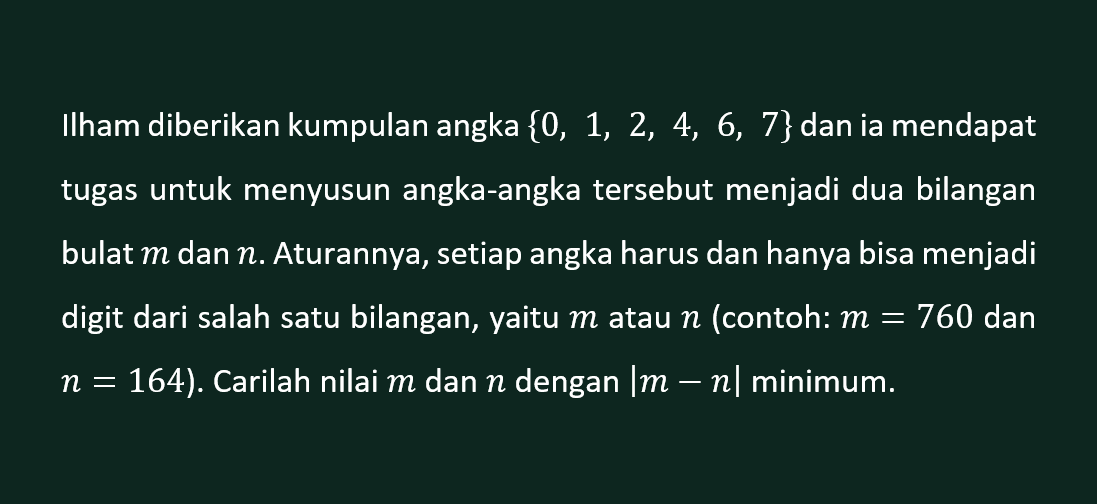 Ilham diberikan kumpulan angka {0, 1, 2, 4, 6, 7} dan ia mendapat
tugas untuk menyusun angka-angka tersebut menjadi dua bilangan
bulat m dan n. Aturannya, setiap angka harus dan hanya bisa menjadi
digit dari salah satu bilangan, yaitu m atau n (contoh: m = 760 dan
n = 164). Carilah nilai m dan n dengan |m − n| minimum.